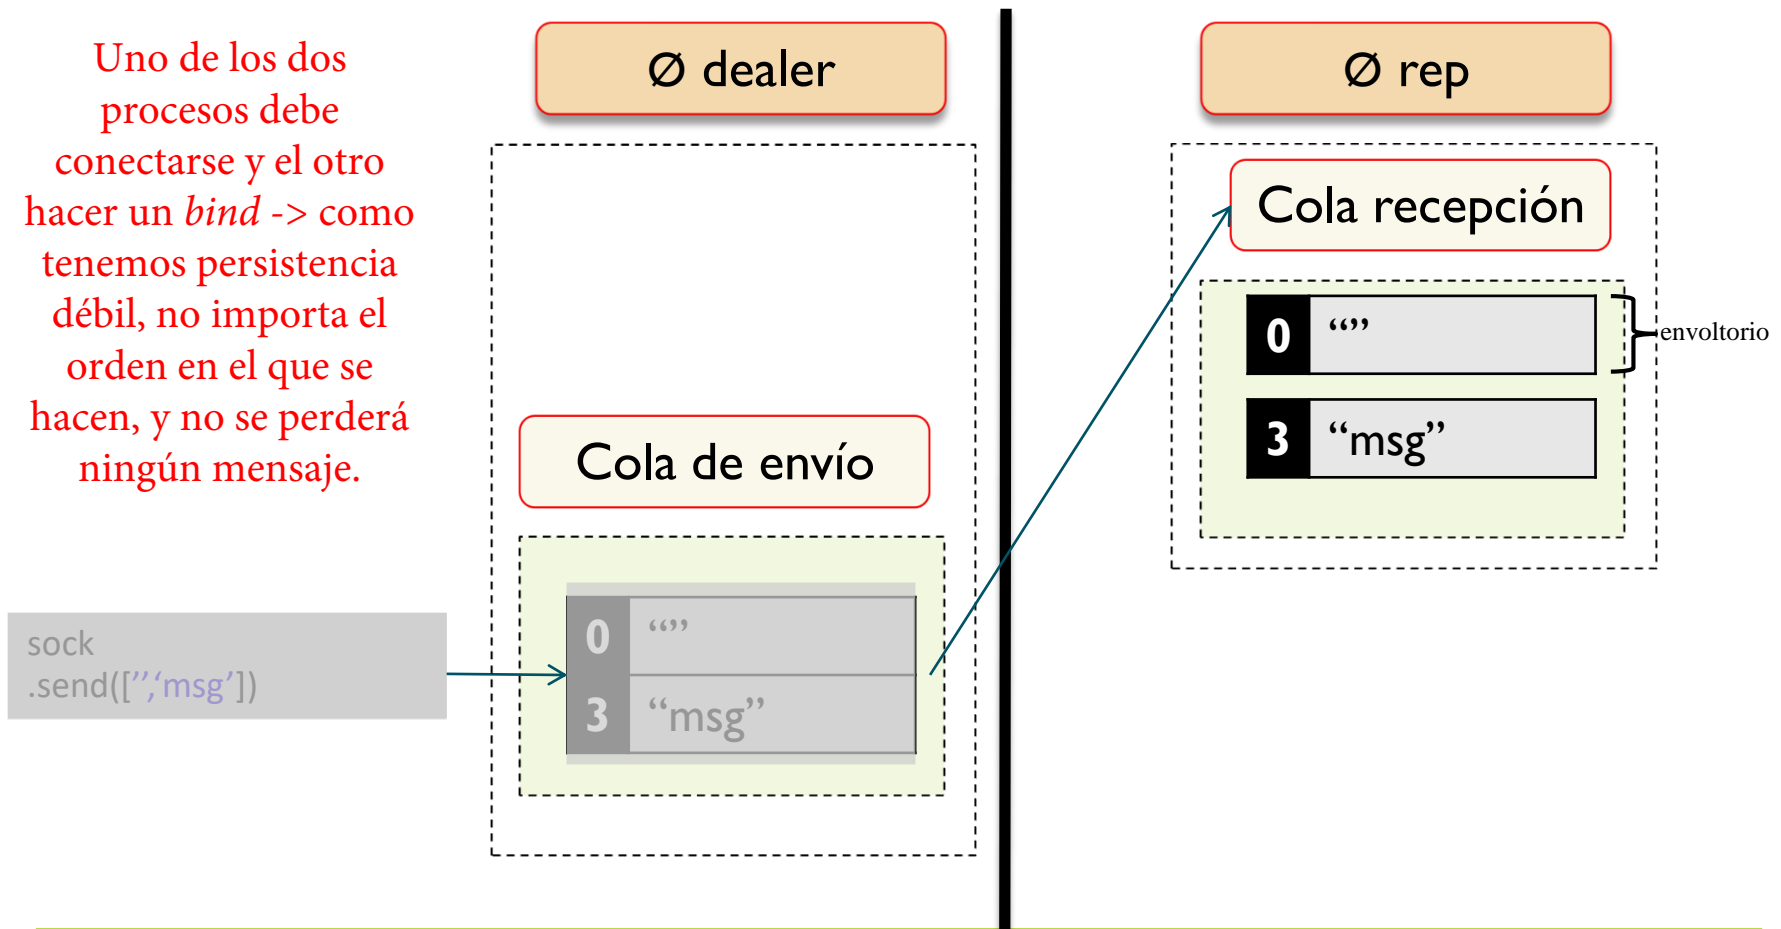 Uno de los dos
procesos debe
conectarse y el otro
hacer un bind -> como
tenemos persistencia
débil, no importa el
orden en el que se
hacen, y no se perderá
ningún mensaje.
sock
.send(['','msg'])
Ø dealer
Cola de envío
0 “”
3 “msg”
Ø rep
Cola recepción
0 “”
envoltorio
3 “msg”